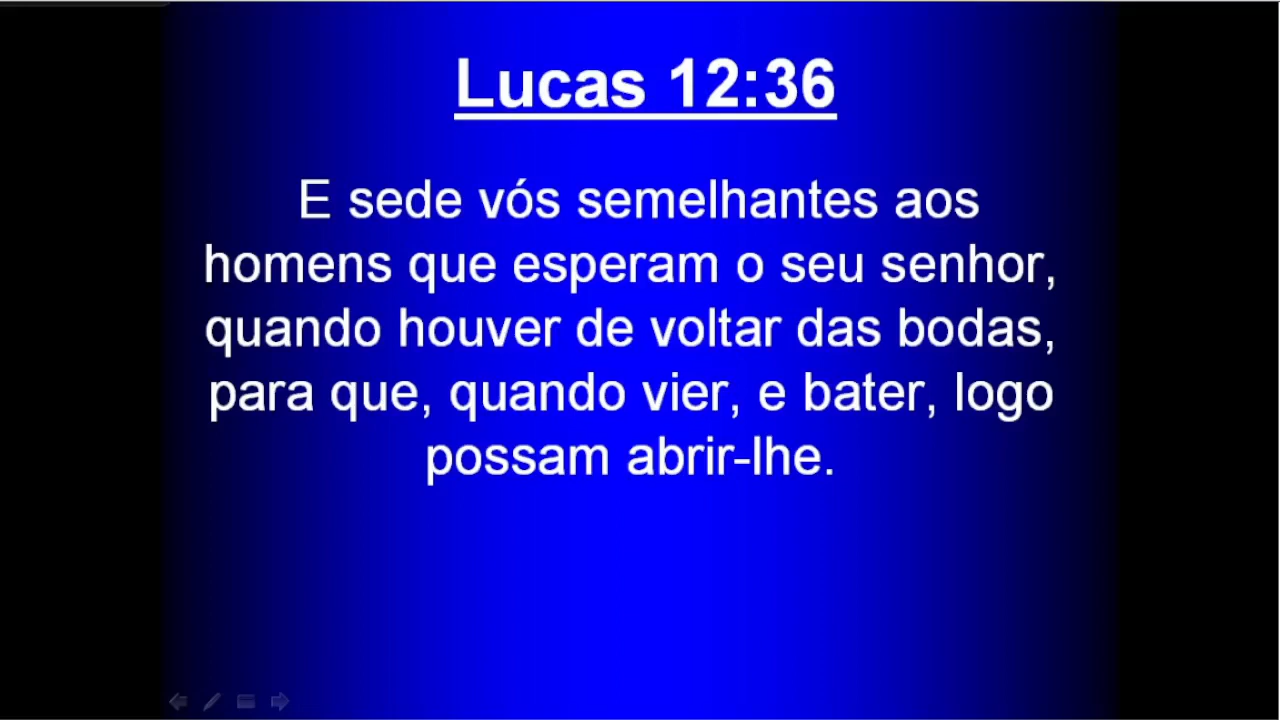 Lucas 12:36
E sede vós semelhantes aos
homens que esperam o seu senhor,
quando houver de voltar das bodas,
para que, quando vier, e bater, logo
possam abrir-lhe.